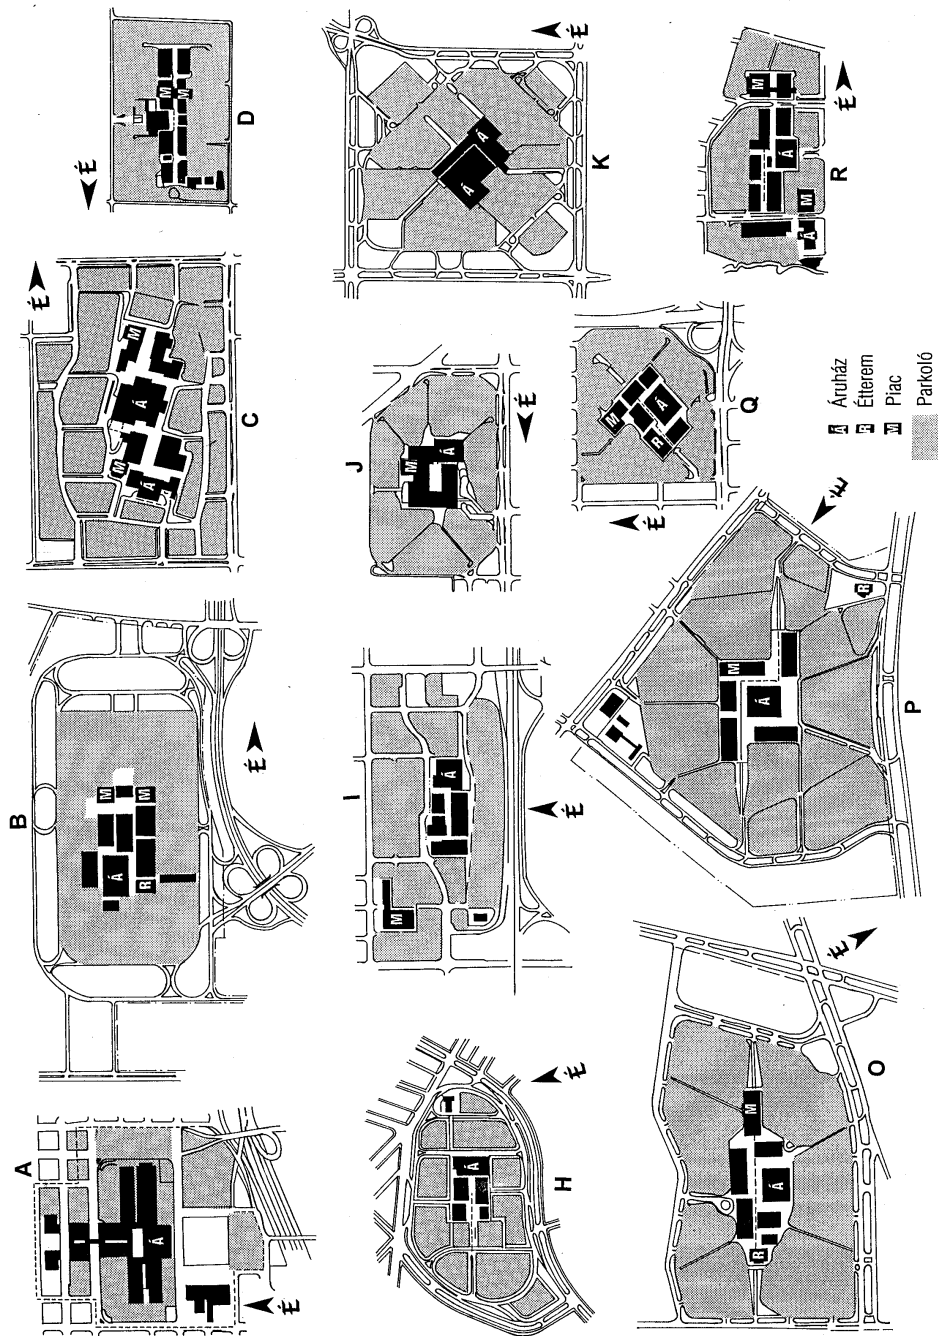 A
Á
É
B
M
M
Á
R
É
C
M
M
Á
Á
É
D
M
M
É
H
Á
É
I
M
Á
É
J
M
Á
É
K
Á
Á
É
O
R
Á
M
É
P
M
Á
R
É
Q
M
R
Á
É
R
M
Á
M
Á
É
Á Áruház
R Étterem
M Piac
Parkoló